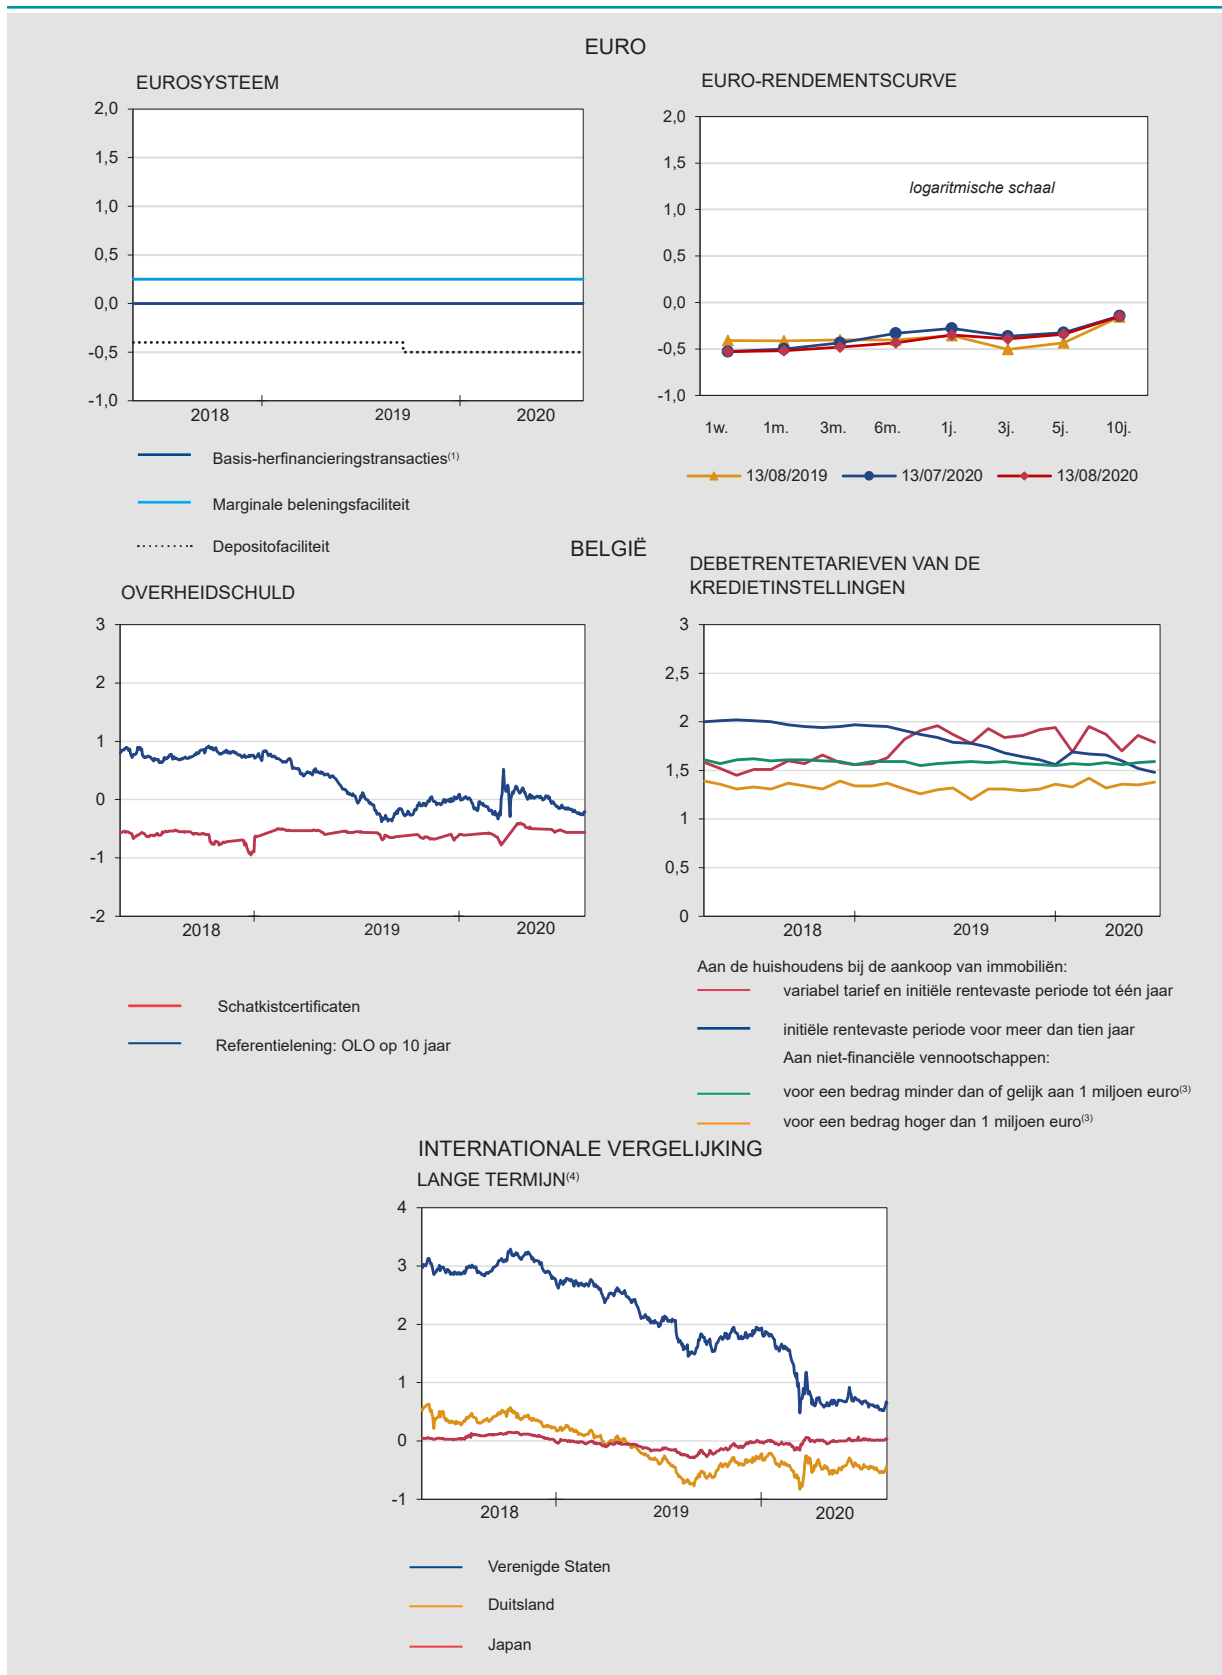 EURO
EUROSYSTEEM
2,0
1,5
1,0
0,5
0,0
-0,5
-1,0
2018 2019 2020
Basis-herfinancieringstransacties(1)
Marginale beleningsfaciliteit
Depositofaciliteit
EURO-RENDEMENTSCURVE
2,0
1,5
1,0
0,5
0,0
-0,5
-1,0
logaritmische schaal
1w. 1m. 3m. 6m. 1j. 3j. 5j. 10j.
13/08/2019 13/07/2020 13/08/2020
BELGIË
OVERHEIDSCHULD
3
2
1
0
-1
-2
2018 2019 2020
Schatkistcertificaten
Referentielening: OLO op 10 jaar
DEBETRENTETARIEVEN VAN DE
KREDIETINSTELLINGEN
3
2,5
2
1,5
1
0,5
0
2018 2019 2020
Aan de huishoudens bij de aankoop van immobiliën:
variabel tarief en initiële rentevaste periode tot één jaar
initiële rentevaste periode voor meer dan tien jaar
Aan niet-financiële vennootschappen:
voor een bedrag minder dan of gelijk aan 1 miljoen euro(3)
voor een bedrag hoger dan 1 miljoen euro(3)
INTERNATIONALE VERGELIJKING
LANGE TERMIJN(4)
4
3
2
1
0
-1
2018 2019 2020
Verenigde Staten
Duitsland
Japan